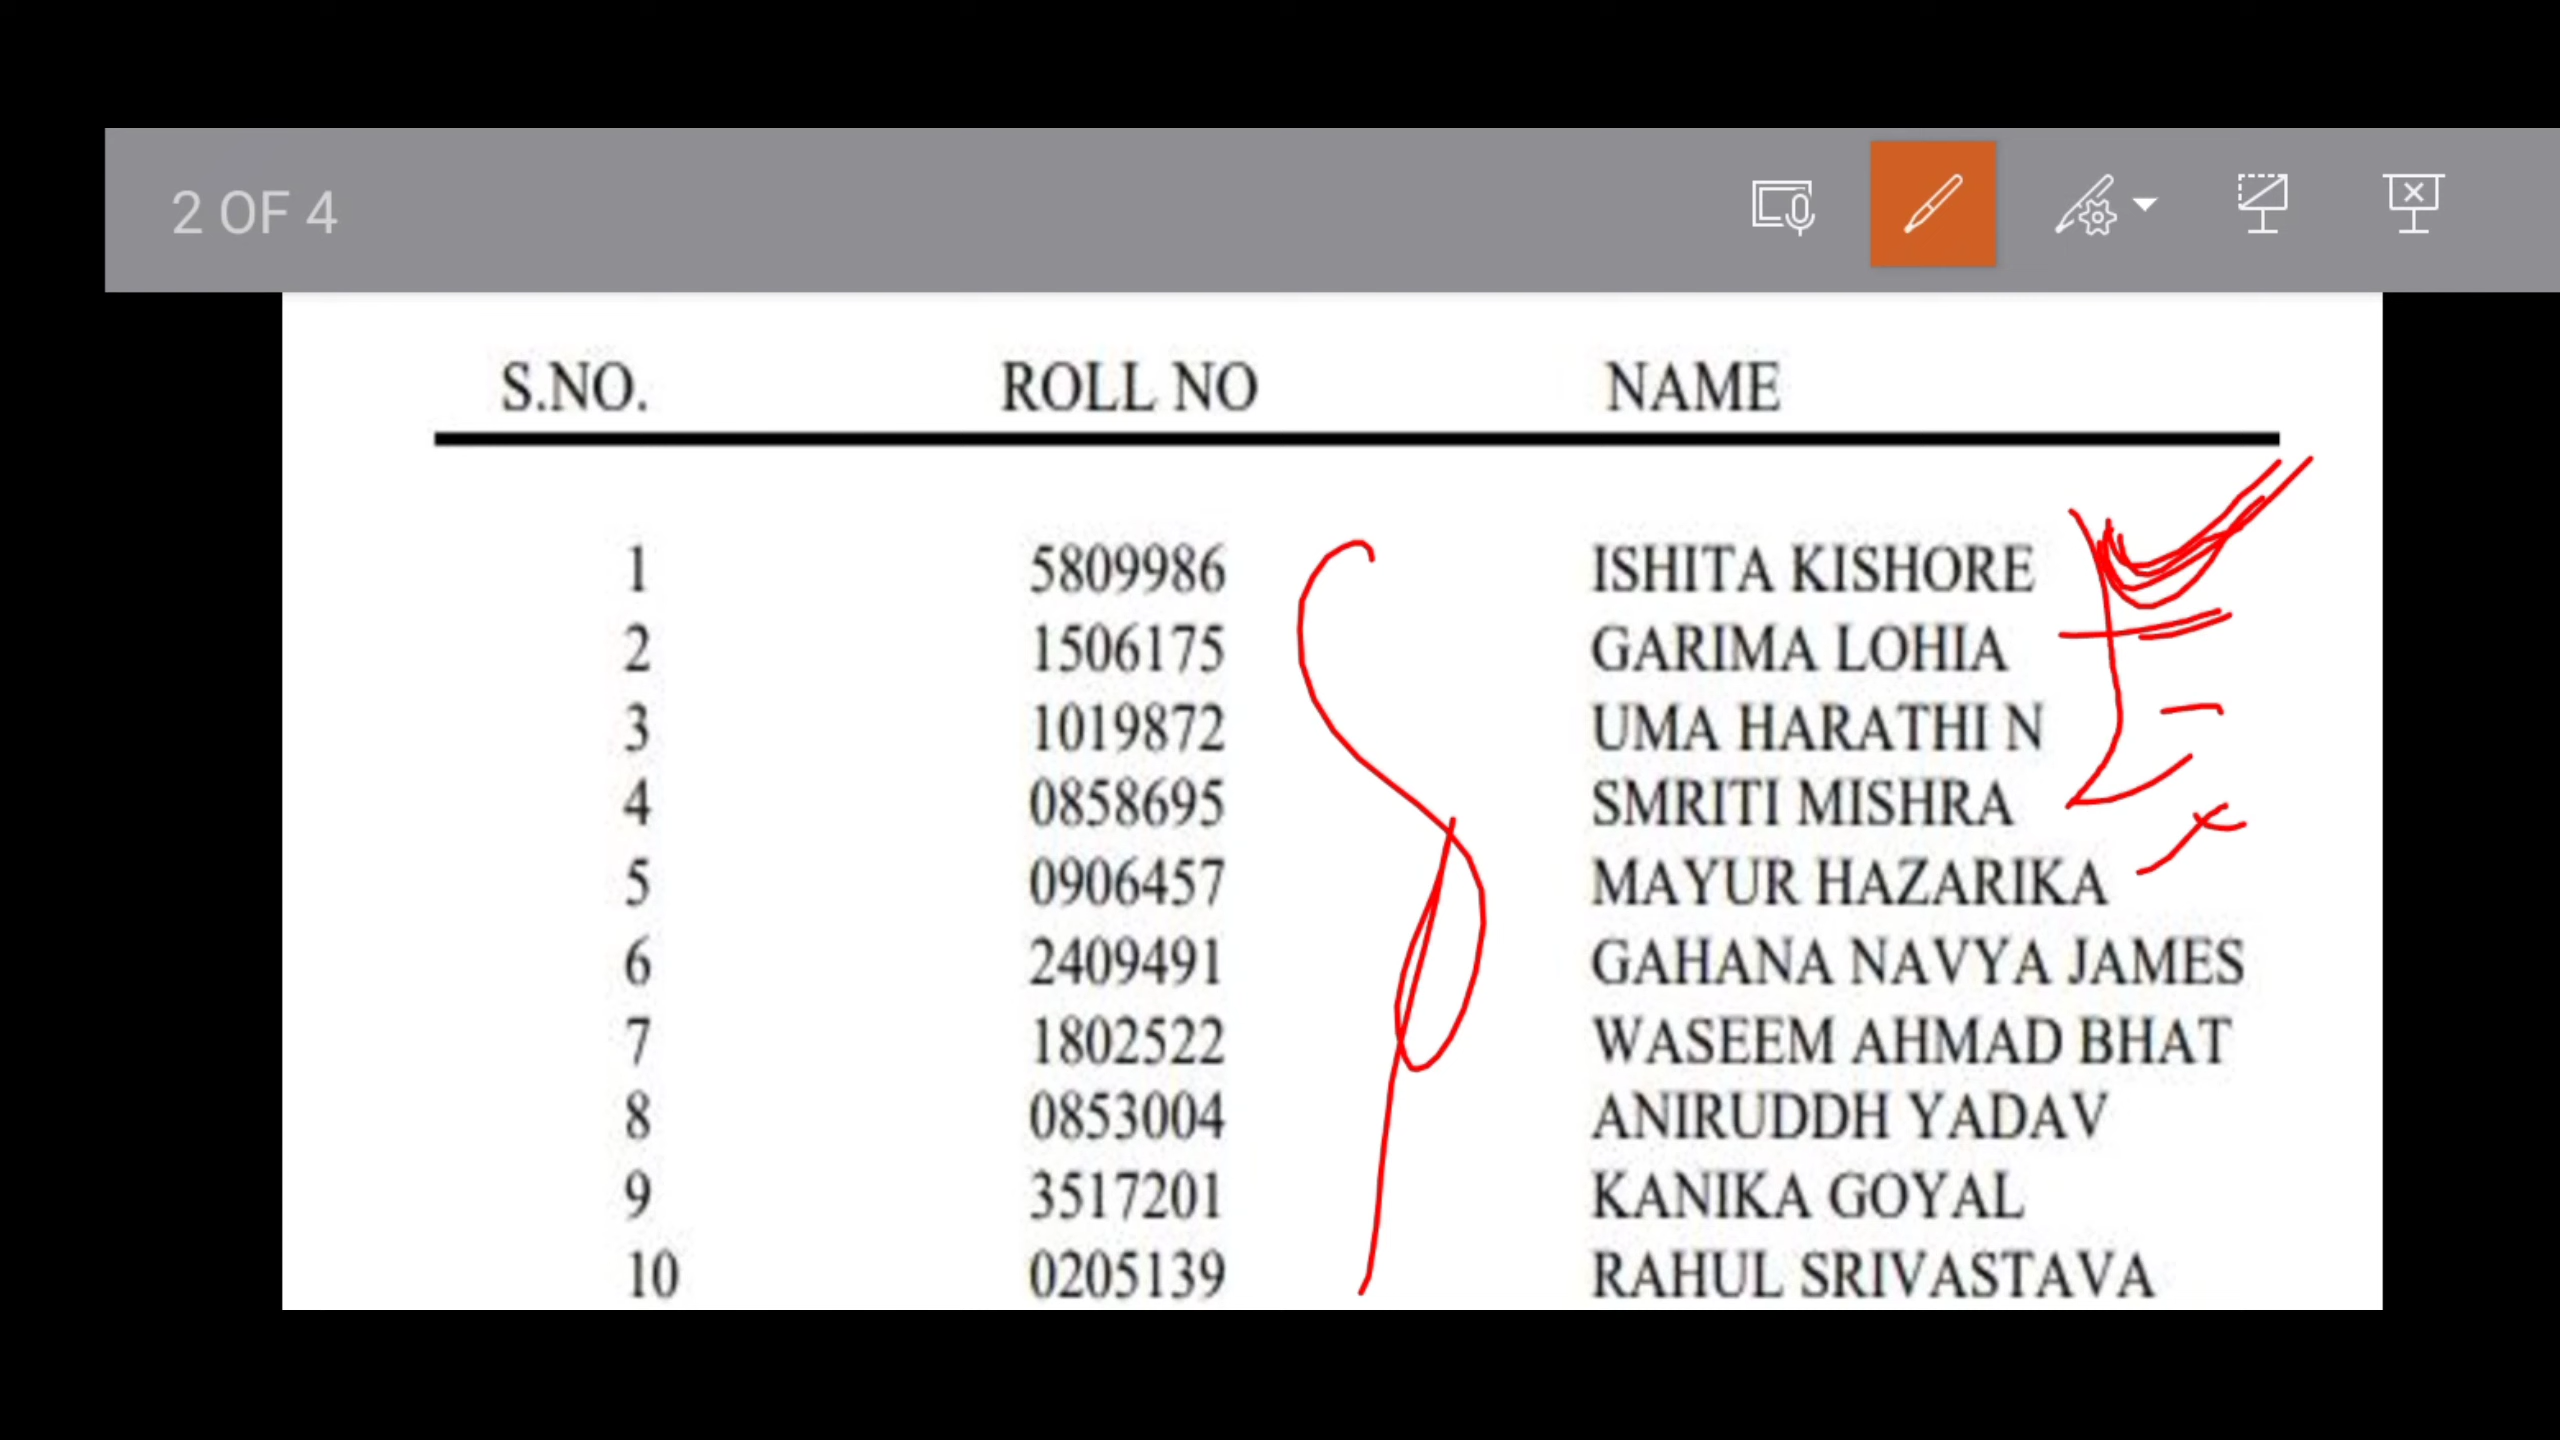 2 OF 4
S.NO. ROLL NO NAME
1 5809986 ISHITA KISHORE
2 1506175 GARIMA LOHIA
3 1019872 UMA HARATHI N
4 0858695 SMRITI MISHRA
5 0906457 MAYUR HAZARIKA
6 2409491 GAHANA NAVYA JAMES
7 1802522 WASEEM AHMAD BHAT
8 0853004 ANIRUDDH YADAV
9 3517201 KANIKA GOYAL
10 0205139 RAHUL SRIVASTAVA